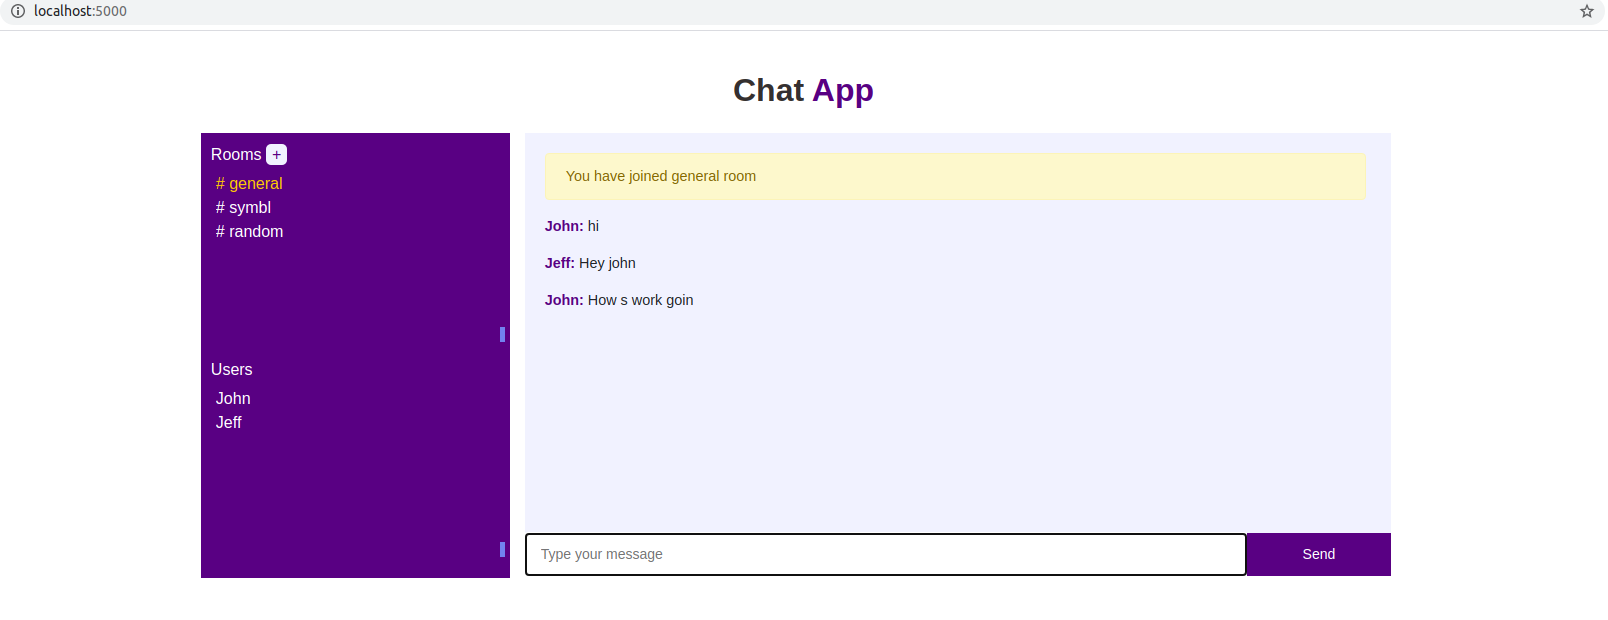 localhost:5000
Chat App
Rooms +
# general
# symbl
# random
Users
John
Jeff
You have joined general room
John: hi
Jeff: Hey john
John: How s work goin
Type your message
Send